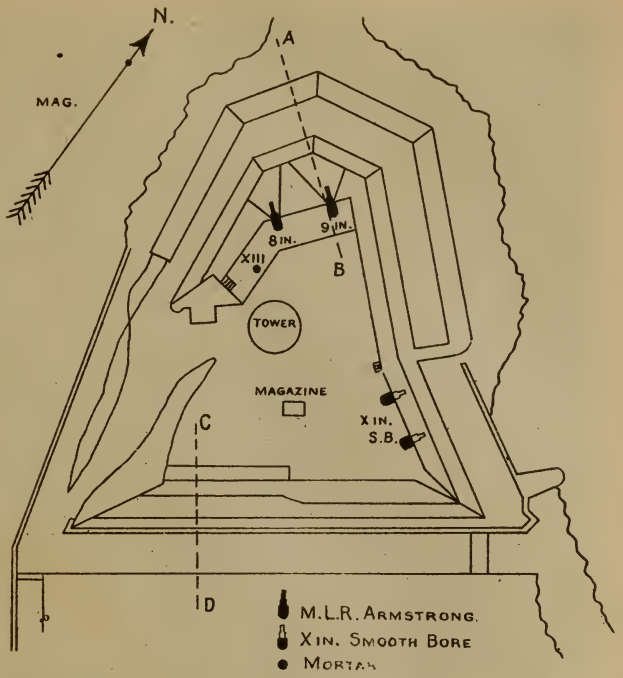 N.
A
MAG.
8 IN.
9 IN.
XIII
B
TOWER
MAGAZINE
C
X IN.
S.B.
D
M.L.R. ARMSTRONG.
X IN. SMOOTH BORE
MORTAR